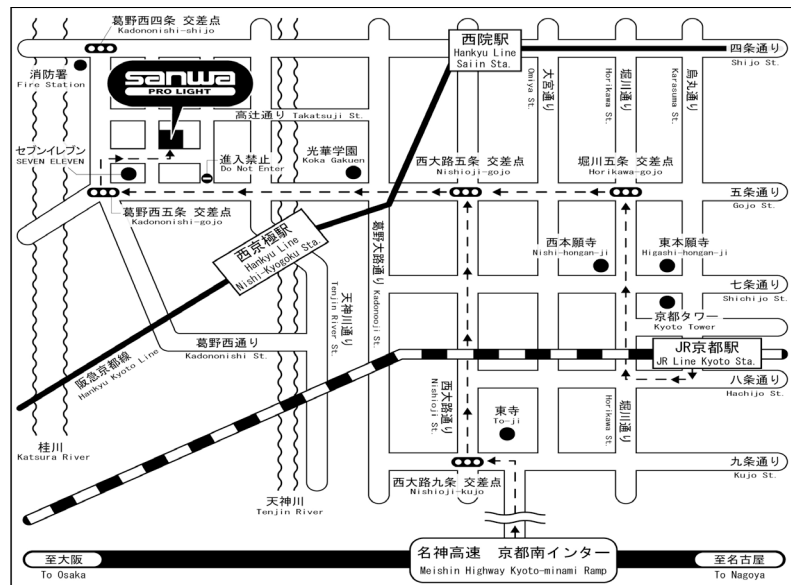 葛野西四条 交差点
Kadononishi-shijo
西院駅
Hankyu Line
Saiin Sta.
四条通り
Shijo St.
消防署
Fire Station
sanwa
PRO LIGHT
大宮通り
Omiya St.
堀川通り
Horikawa St.
烏丸通り
Karasuma St.
高辻通り Takatsuji St.
セブンイレブン
SEVEN ELEVEN
進入禁止
Do Not Enter
光華学園
Koka Gakuen
西大路五条 交差点
Nishioji-gojo
堀川五条 交差点
Horikawa-gojo
五条通り
Gojo St.
葛野西五条 交差点
Kadononishi-gojo
西京極駅
Hankyu Line
Nishi-Kyogoku Sta.
葛野大路通り
Kadonooji St.
西本願寺
Nishi-hongan-ji
東本願寺
Higashi-hongan-ji
七条通り
Shichijo St.
天神川通り
Tenjin River St.
京都タワー
Kyoto Tower
葛野西通り
Kadononishi St.
阪急京都線
Hankyu Kyoto Line
JR京都駅
JR Line Kyoto Sta.
八条通り
Hachijo St.
西大路通り
Nishioji St.
東寺
To-ji
堀川通り
Horikawa St.
桂川
Katsura River
九条通り
Kujo St.
西大路九条 交差点
Nishioji-kujo
天神川
Tenjin River
至大阪
To Osaka
名神高速 京都南インター
Meishin Highway Kyoto-minami Ramp
至名古屋
To Nagoya